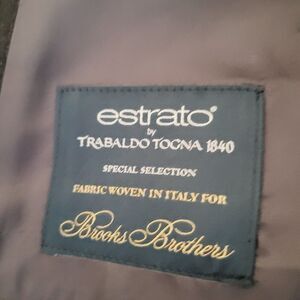 estrato
by
TRABALDO TOGNA 1840
SPECIAL SELECTION
FABRIC WOVEN IN ITALY FOR
Brooks Brothers